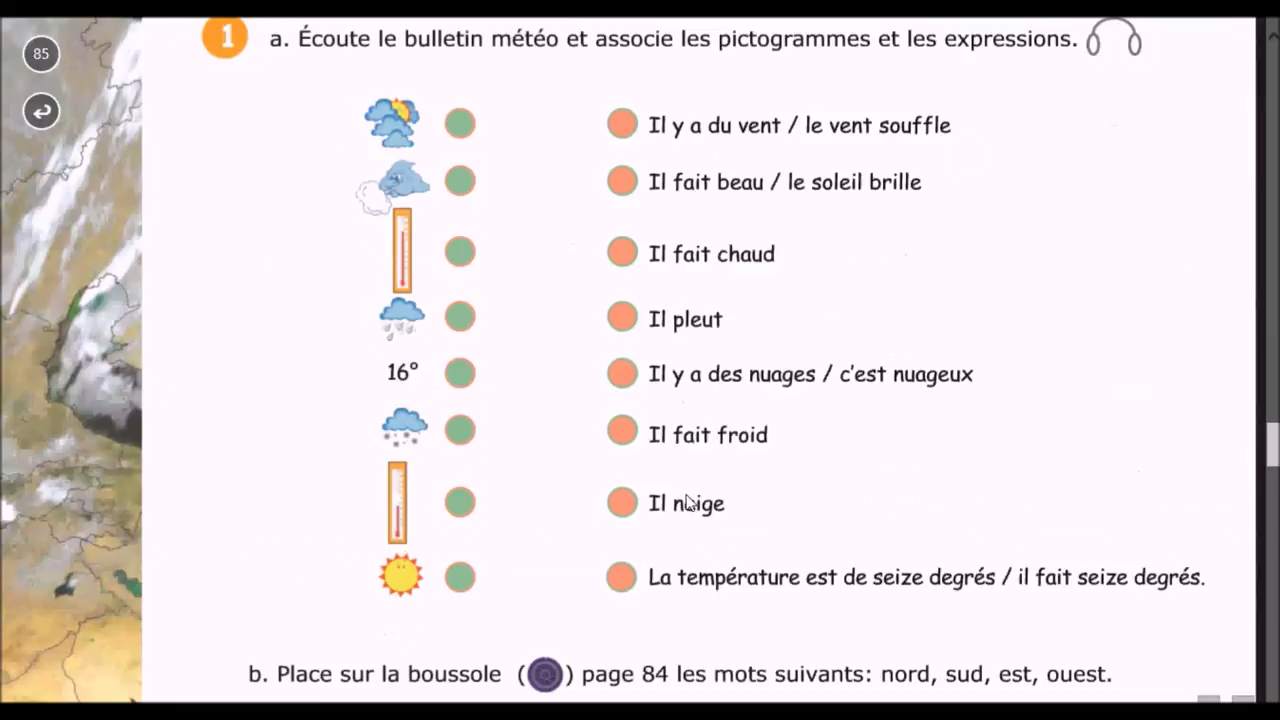 85
1 a. Écoute le bulletin météo et associe les pictogrammes et les expressions.
Il y a du vent / le vent souffle
Il fait beau / le soleil brille
Il fait chaud
Il pleut
16° Il y a des nuages / c'est nuageux
Il fait froid
Il neige
La température est de seize degrés / il fait seize degrés.
b. Place sur la boussole ( ) page 84 les mots suivants: nord, sud, est, ouest.